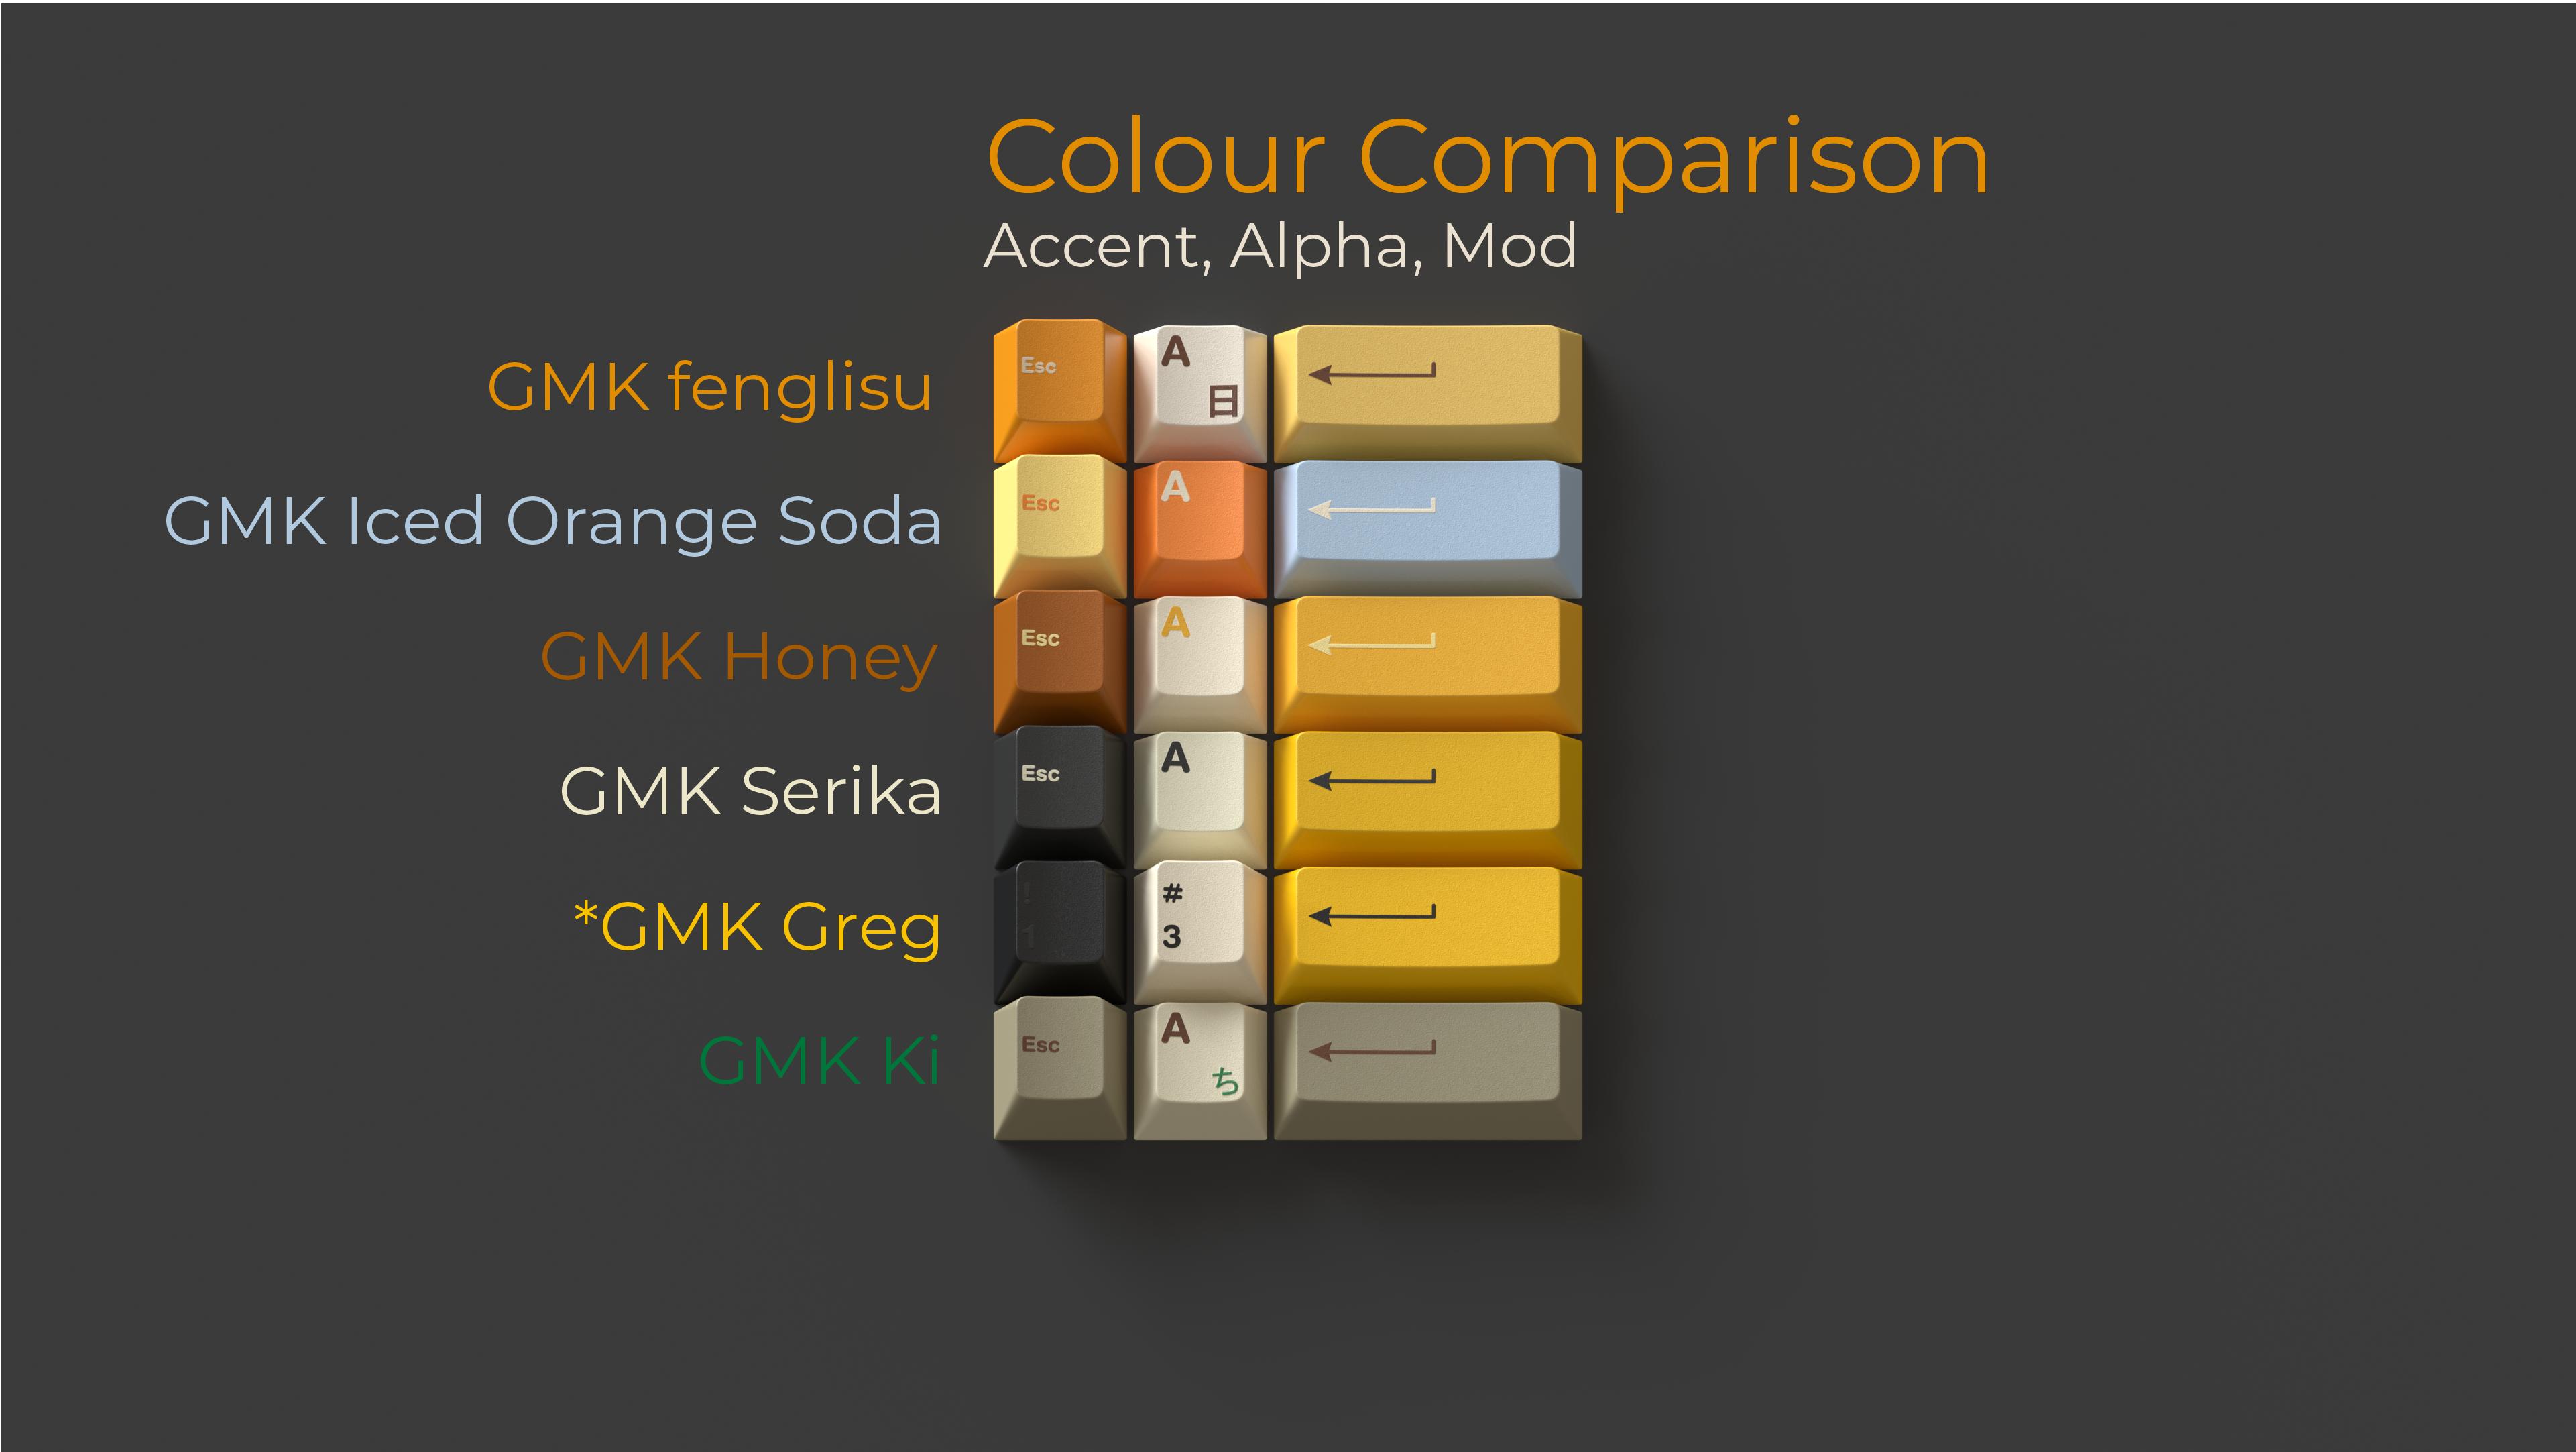 Colour Comparison
Accent, Alpha, Mod
GMK fenglisu
Esc
A
日
GMK Iced Orange Soda
Esc
A
GMK Honey
Esc
A
GMK Serika
Esc
A
*GMK Greg
!
1
#
3
GMK Ki
Esc
A
ち